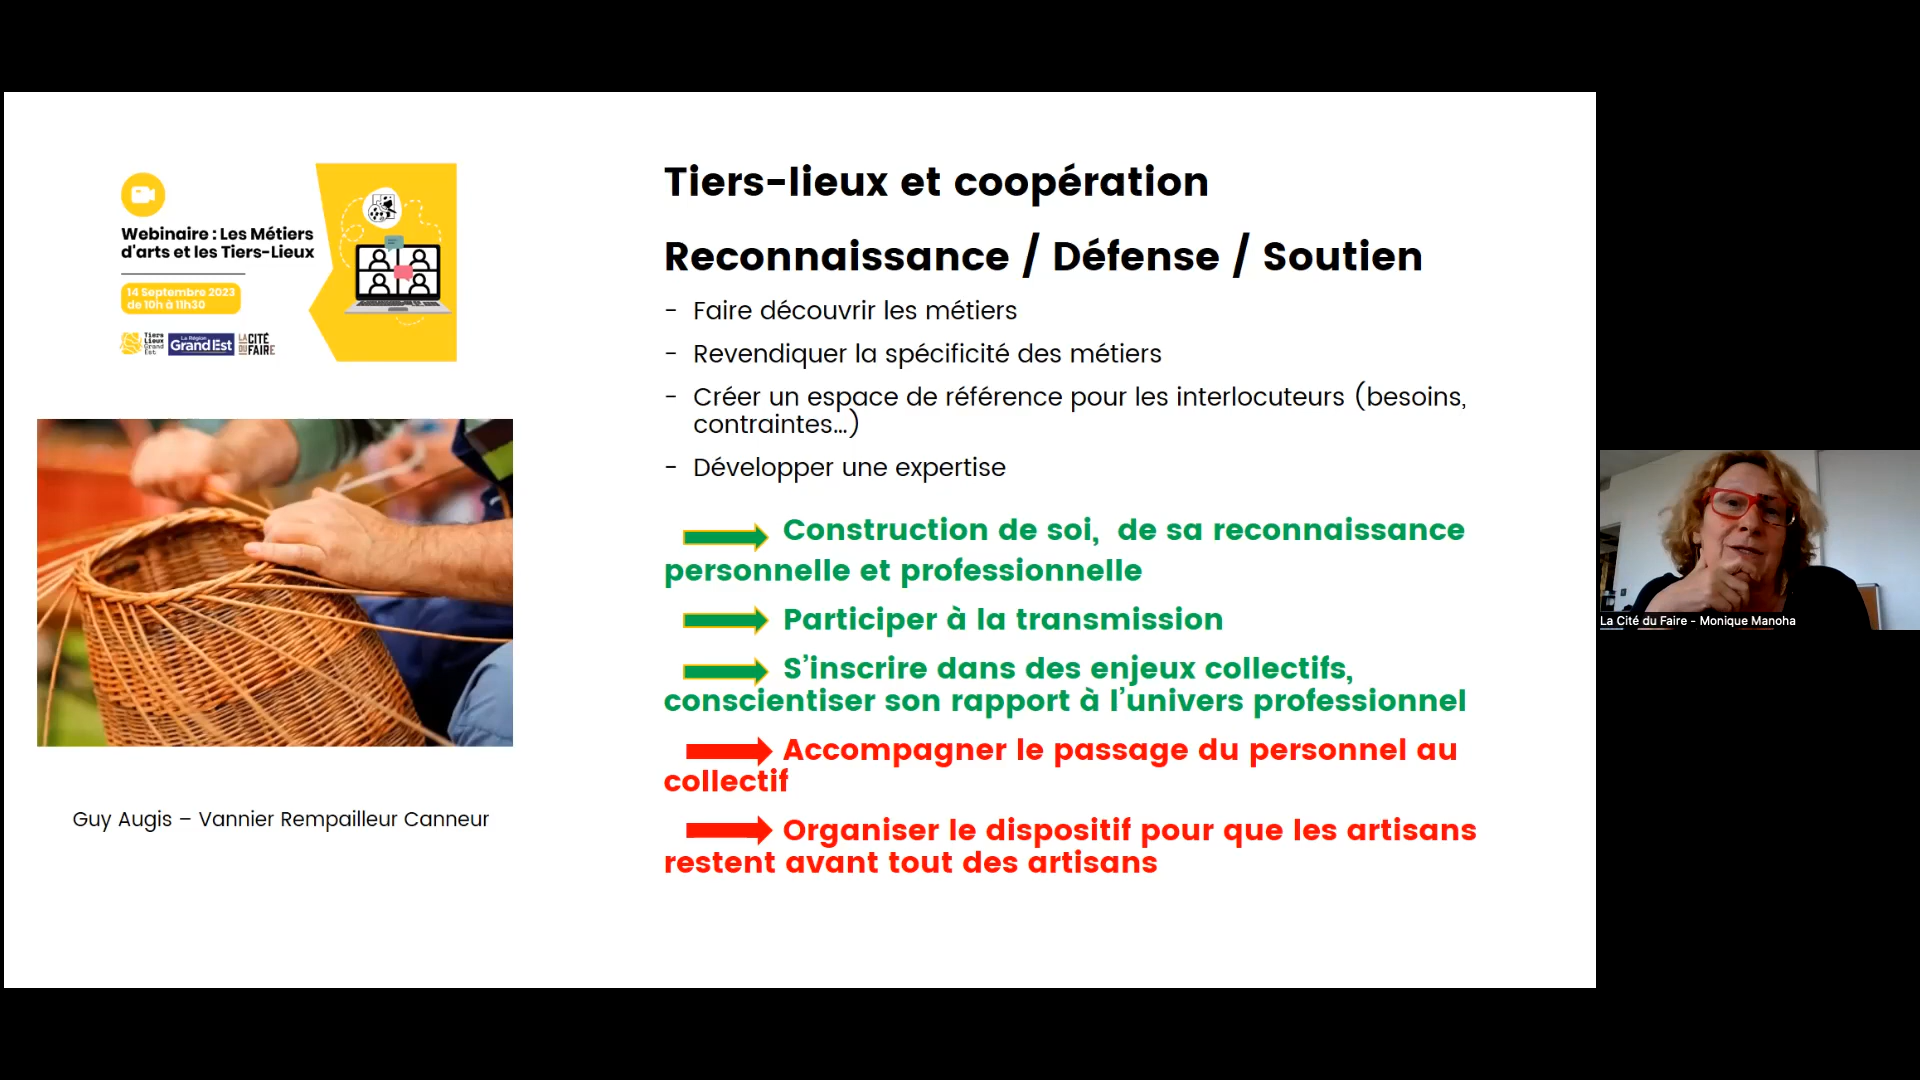 Webinaire : Les Métiers
d'arts et les Tiers-Lieux
14 Septembre 2023
de 10h à 11h30
Tiers
Lieux
Grand
Est
La Région
Grand Est
LA CITÉ
DU FAIRE
Guy Augis – Vannier Rempailleur Canneur
Tiers-lieux et coopération
Reconnaissance / Défense / Soutien
- Faire découvrir les métiers
- Revendiquer la spécificité des métiers
- Créer un espace de référence pour les interlocuteurs (besoins,
contraintes…)
- Développer une expertise
Construction de soi,  de sa reconnaissance
personnelle et professionnelle
Participer à la transmission
S’inscrire dans des enjeux collectifs,
conscientiser son rapport à l’univers professionnel
Accompagner le passage du personnel au
collectif
Organiser le dispositif pour que les artisans
restent avant tout des artisans
La Cité du Faire - Monique Manoha